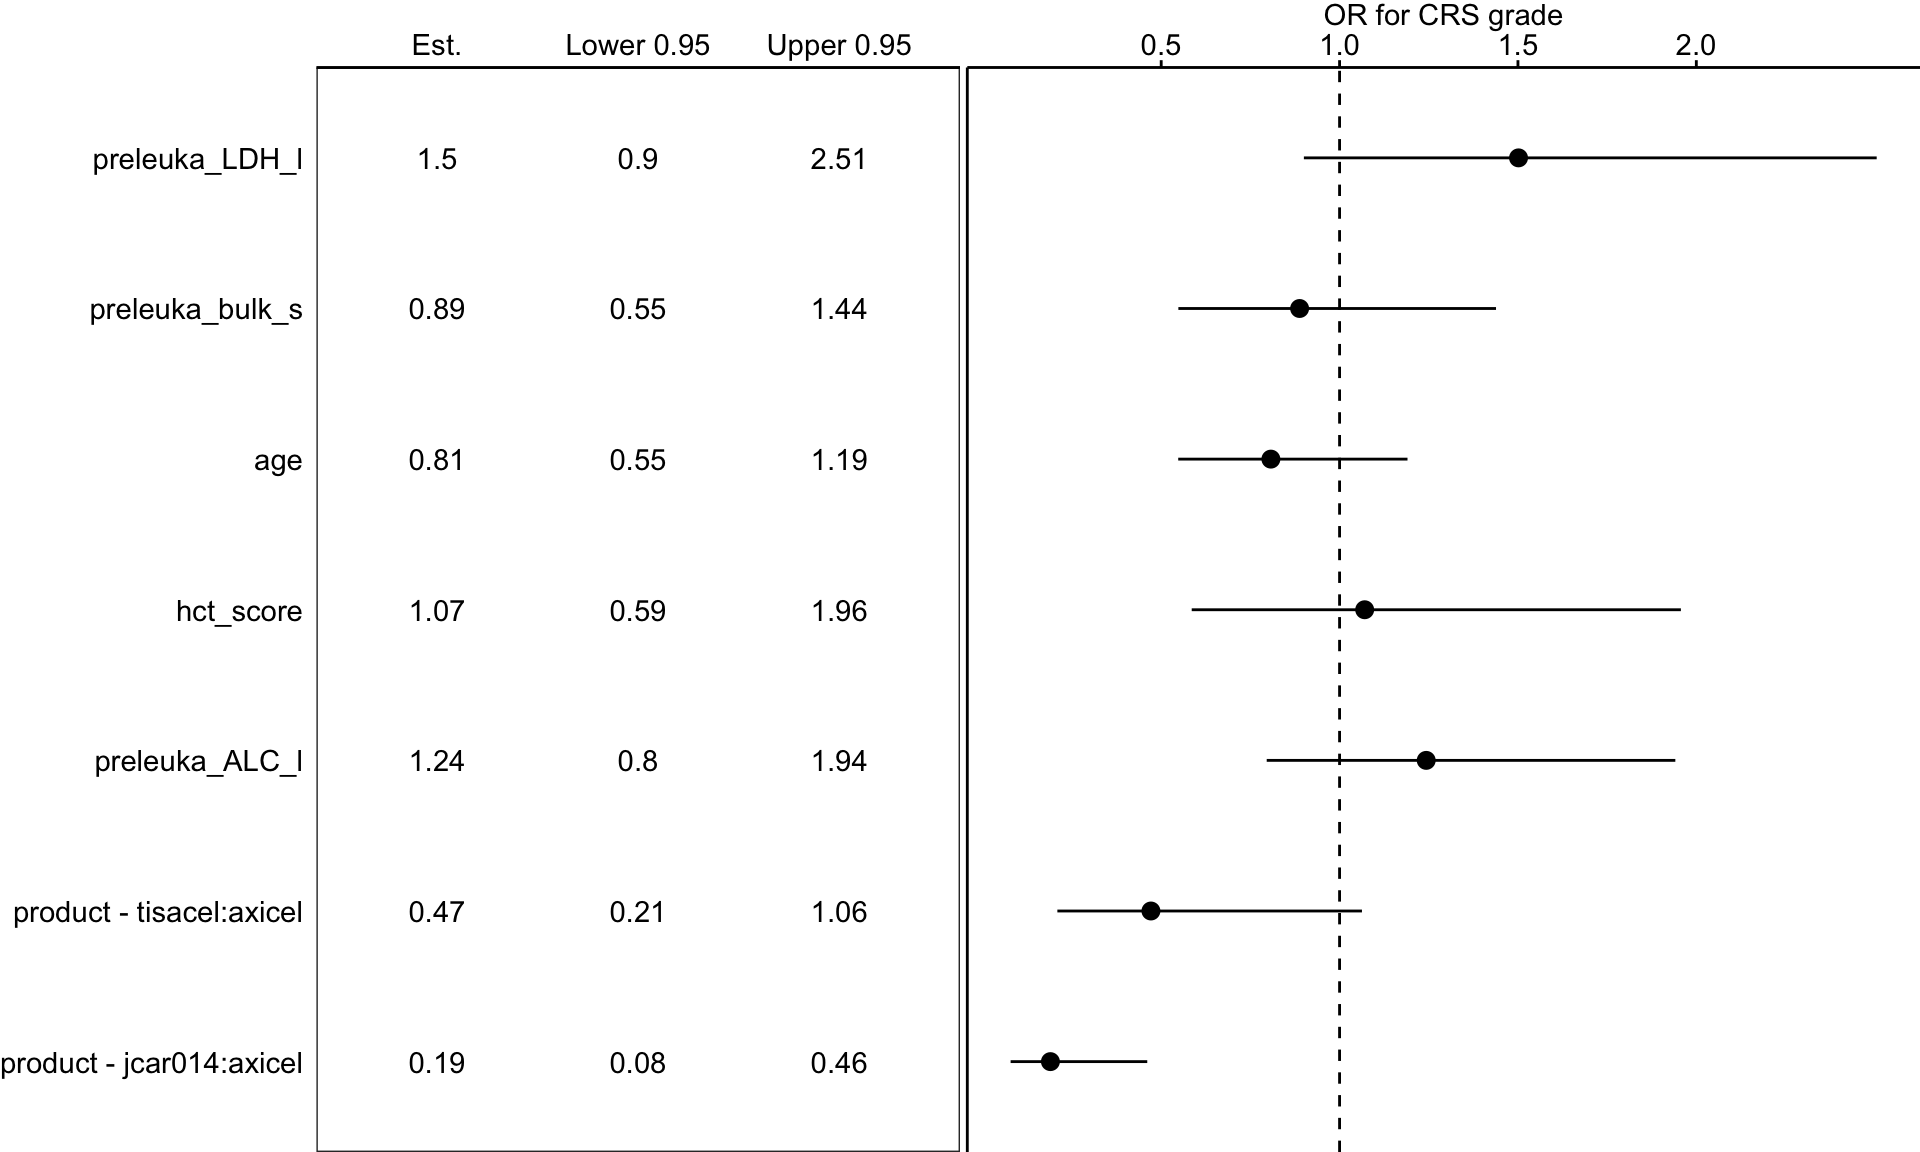 OR for CRS grade
Est. Lower 0.95 Upper 0.95 0.5 1.0 1.5 2.0
preleuka_LDH_l 1.5 0.9 2.51
preleuka_bulk_s 0.89 0.55 1.44
age 0.81 0.55 1.19
hct_score 1.07 0.59 1.96
preleuka_ALC_l 1.24 0.8 1.94
product - tisacel:axicel 0.47 0.21 1.06
product - jcar014:axicel 0.19 0.08 0.46